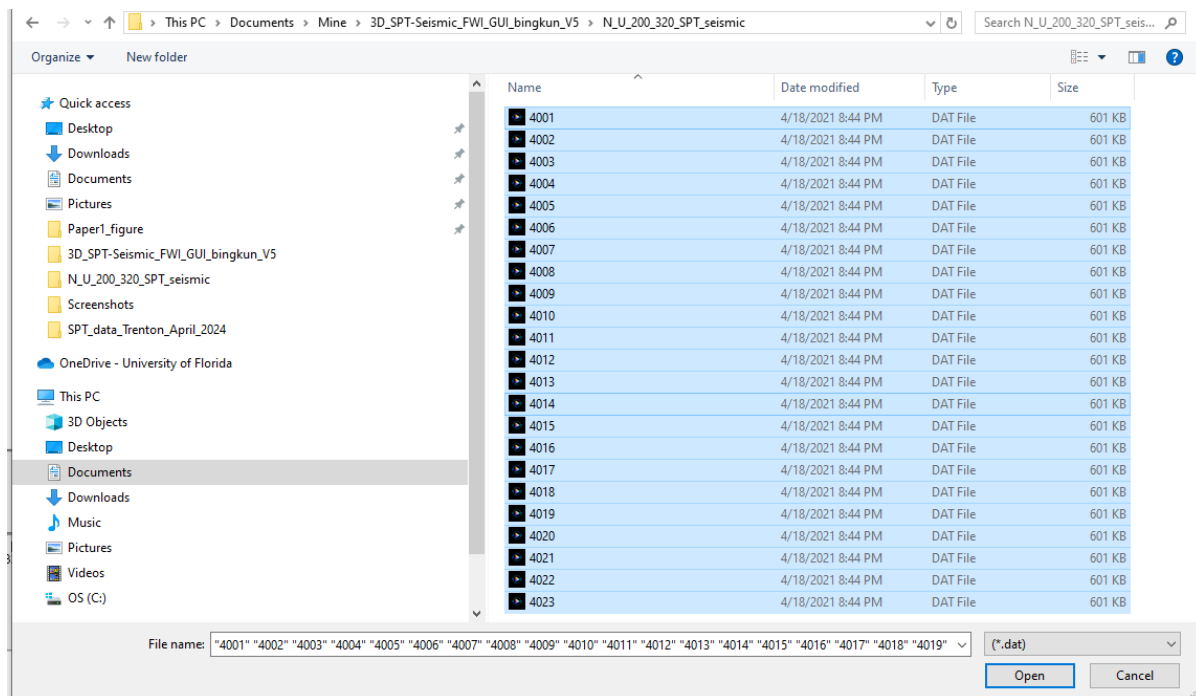 This PC > Documents > Mine > 3D_SPT-Seismic_FWI_GUI_bingkun_V5 > N_U_200_320_SPT_seismic
Search N_U_200_320_SPT_seis...
Organize New folder
Quick access
Desktop
Downloads
Documents
Pictures
Paper1_figure
3D_SPT-Seismic_FWI_GUI_bingkun_V5
N_U_200_320_SPT_seismic
Screenshots
SPT_data_Trenton_April_2024
OneDrive - University of Florida
This PC
3D Objects
Desktop
Documents
Downloads
Music
Pictures
Videos
OS (C:)
Name Date modified Type Size
4001 4/18/2021 8:44 PM DAT File 601 KB
4002 4/18/2021 8:44 PM DAT File 601 KB
4003 4/18/2021 8:44 PM DAT File 601 KB
4004 4/18/2021 8:44 PM DAT File 601 KB
4005 4/18/2021 8:44 PM DAT File 601 KB
4006 4/18/2021 8:44 PM DAT File 601 KB
4007 4/18/2021 8:44 PM DAT File 601 KB
4008 4/18/2021 8:44 PM DAT File 601 KB
4009 4/18/2021 8:44 PM DAT File 601 KB
4010 4/18/2021 8:44 PM DAT File 601 KB
4011 4/18/2021 8:44 PM DAT File 601 KB
4012 4/18/2021 8:44 PM DAT File 601 KB
4013 4/18/2021 8:44 PM DAT File 601 KB
4014 4/18/2021 8:44 PM DAT File 601 KB
4015 4/18/2021 8:44 PM DAT File 601 KB
4016 4/18/2021 8:44 PM DAT File 601 KB
4017 4/18/2021 8:44 PM DAT File 601 KB
4018 4/18/2021 8:44 PM DAT File 601 KB
4019 4/18/2021 8:44 PM DAT File 601 KB
4020 4/18/2021 8:44 PM DAT File 601 KB
4021 4/18/2021 8:44 PM DAT File 601 KB
4022 4/18/2021 8:44 PM DAT File 601 KB
4023 4/18/2021 8:44 PM DAT File 601 KB
File name: "4001" "4002" "4003" "4004" "4005" "4006" "4007" "4008" "4009" "4010" "4011" "4012" "4013" "4014" "4015" "4016" "4017" "4018" "4019" (*.dat)
Open Cancel